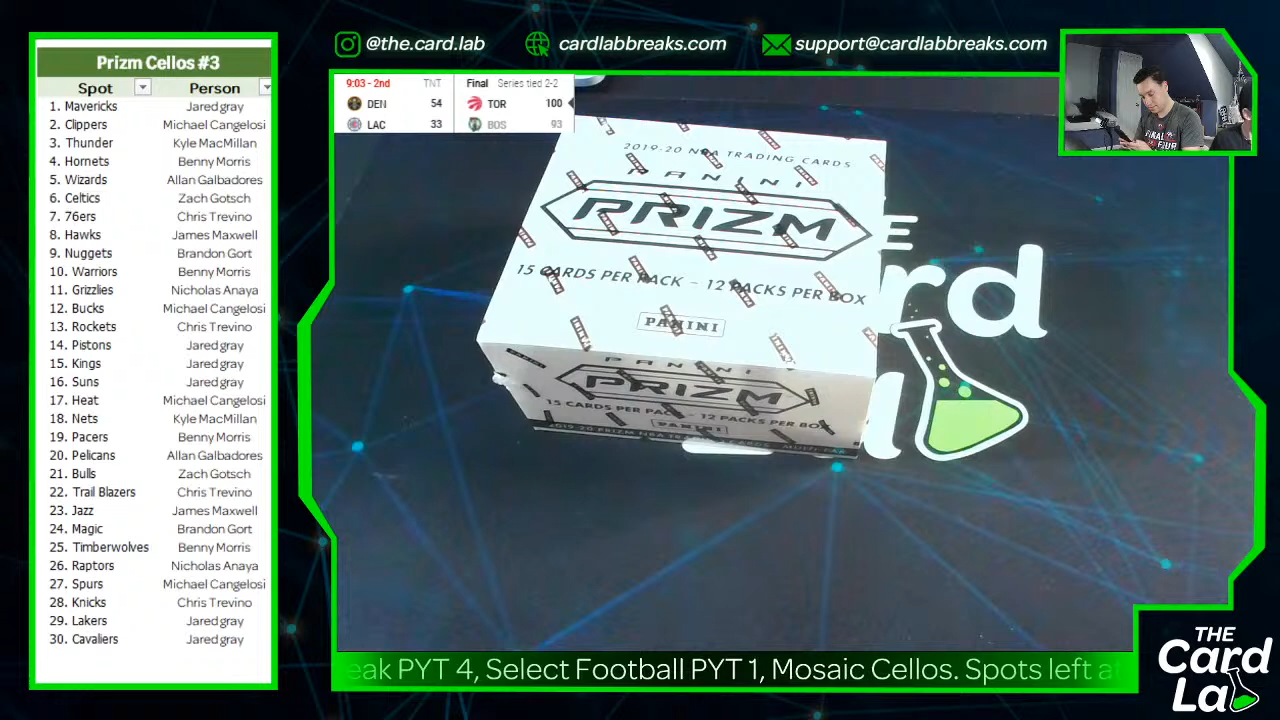 @the.card.lab
cardlabbreaks.com
support@cardlabbreaks.com
Prizm Cellos #3
Spot Person
1. Mavericks Jared gray
2. Clippers Michael Cangelosi
3. Thunder Kyle MacMillan
4. Hornets Benny Morris
5. Wizards Allan Galbadores
6. Celtics Zach Gotsch
7. 76ers Chris Trevino
8. Hawks James Maxwell
9. Nuggets Brandon Gort
10. Warriors Benny Morris
11. Grizzlies Nicholas Anaya
12. Bucks Michael Cangelosi
13. Rockets Chris Trevino
14. Pistons Jared gray
15. Kings Jared gray
16. Suns Jared gray
17. Heat Michael Cangelosi
18. Nets Kyle MacMillan
19. Pacers Benny Morris
20. Pelicans Allan Galbadores
21. Bulls Zach Gotsch
22. Trail Blazers Chris Trevino
23. Jazz James Maxwell
24. Magic Brandon Gort
25. Timberwolves Benny Morris
26. Raptors Nicholas Anaya
27. Spurs Michael Cangelosi
28. Knicks Chris Trevino
29. Lakers Jared gray
30. Cavaliers Jared gray
9:03 - 2nd TNT
DEN 54
LAC 33
Final Series tied 2-2
TOR 100
BOS 93
2019-20 NBA TRADING CARDS
PANINI
PRIZM
15 CARDS PER PACK - 12 PACKS PER BOX
PANINI
PANINI
PRIZM
15 CARDS PER PACK - 12 PACKS PER BOX
PANINI
2019-20 PRIZM NBA
eak PYT 4, Select Football PYT 1, Mosaic Cellos. Spots left a
THE
Card
La